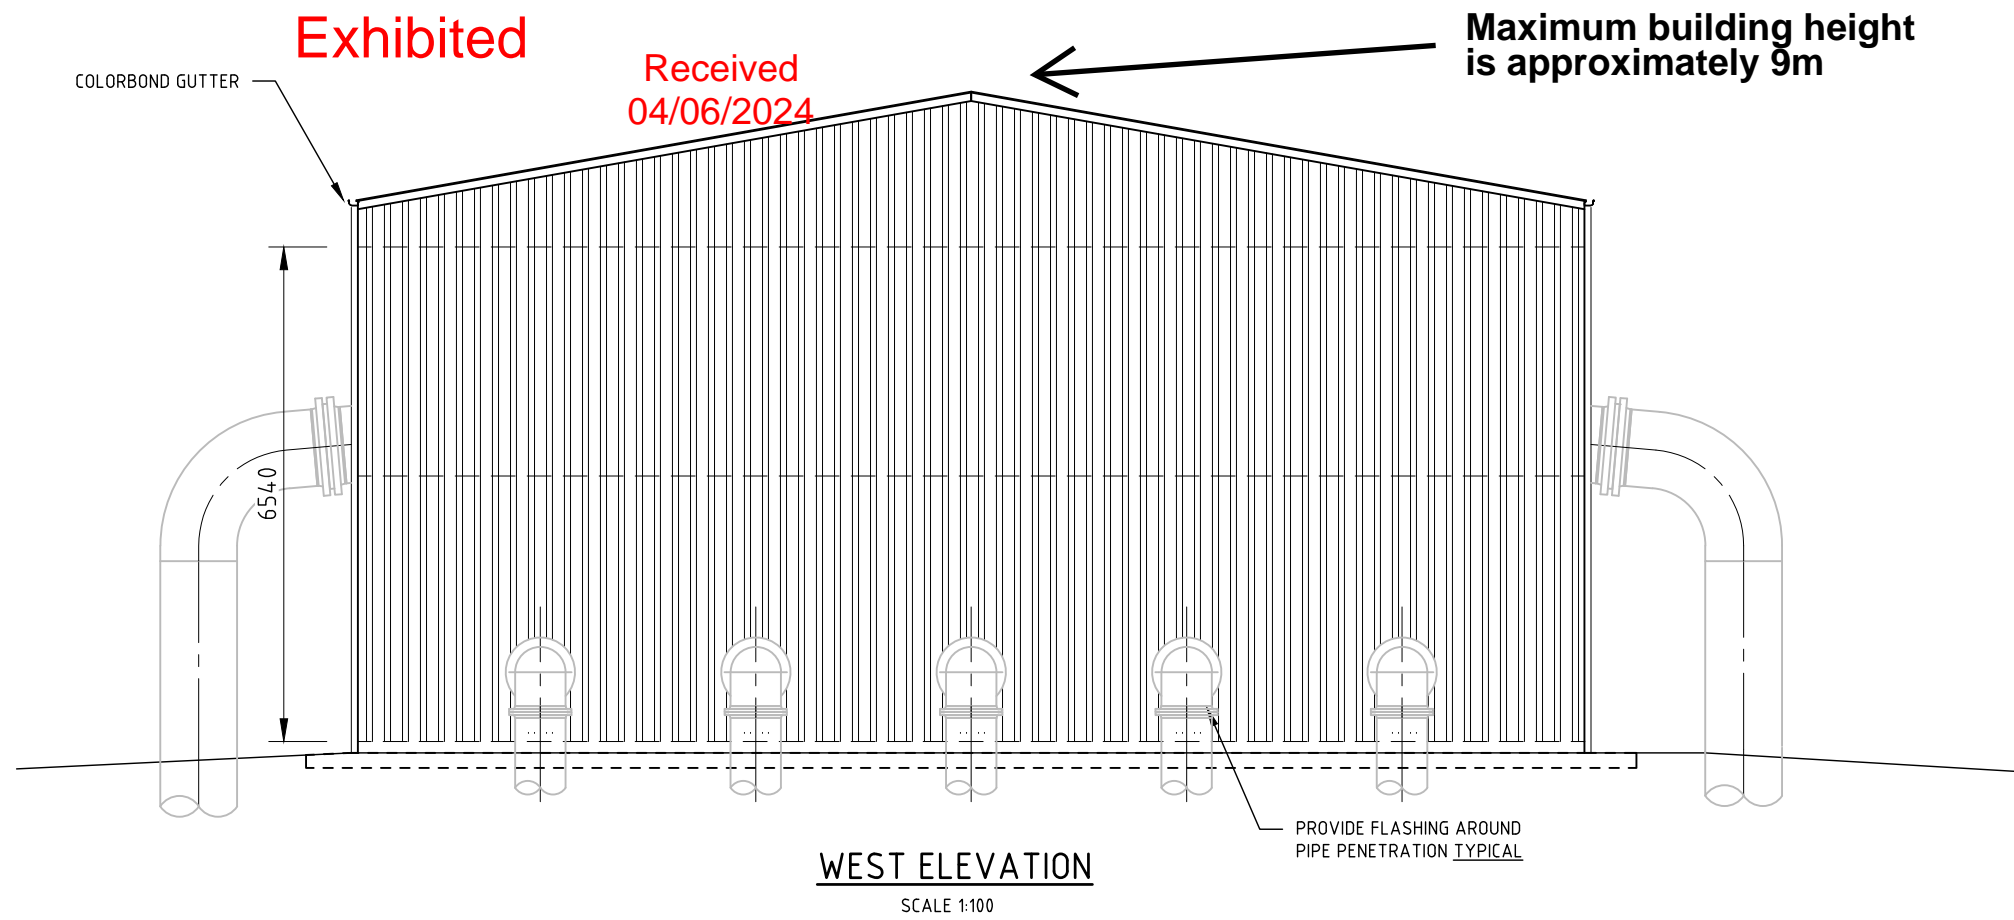 Exhibited
Maximum building height
is approximately 9m
Received
04/06/2024
COLORBOND GUTTER
6540
PROVIDE FLASHING AROUND
PIPE PENETRATION TYPICAL
WEST ELEVATION
SCALE 1:100